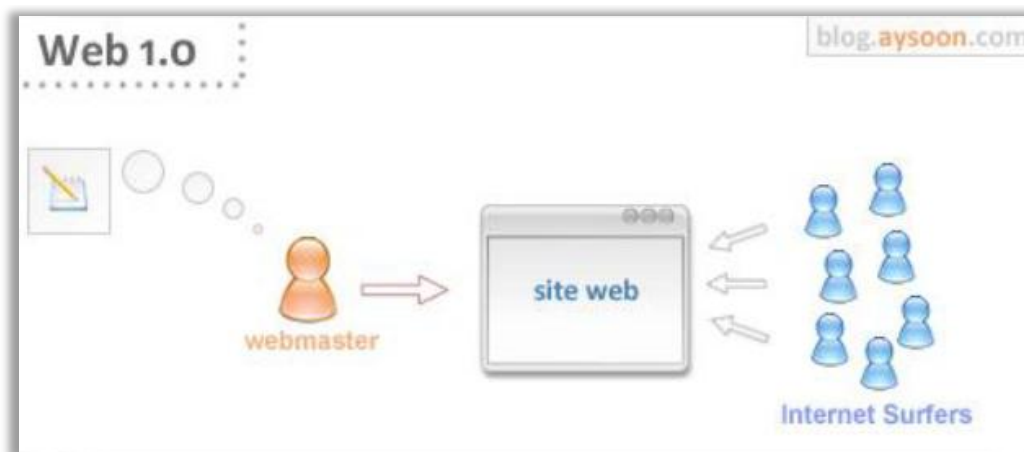 Web 1.0
blog.aysoon.com
site web
webmaster
Internet Surfers